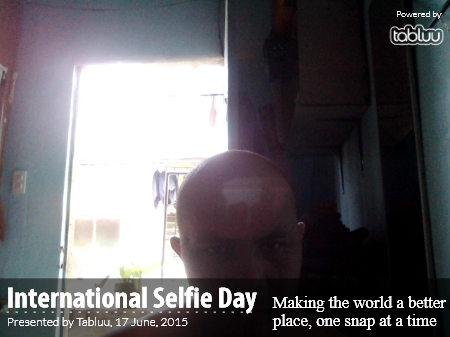 Powered by
tabluu
International Selfie Day
Presented by Tabluu, 17 June, 2015
Making the world a better
place, one snap at a time